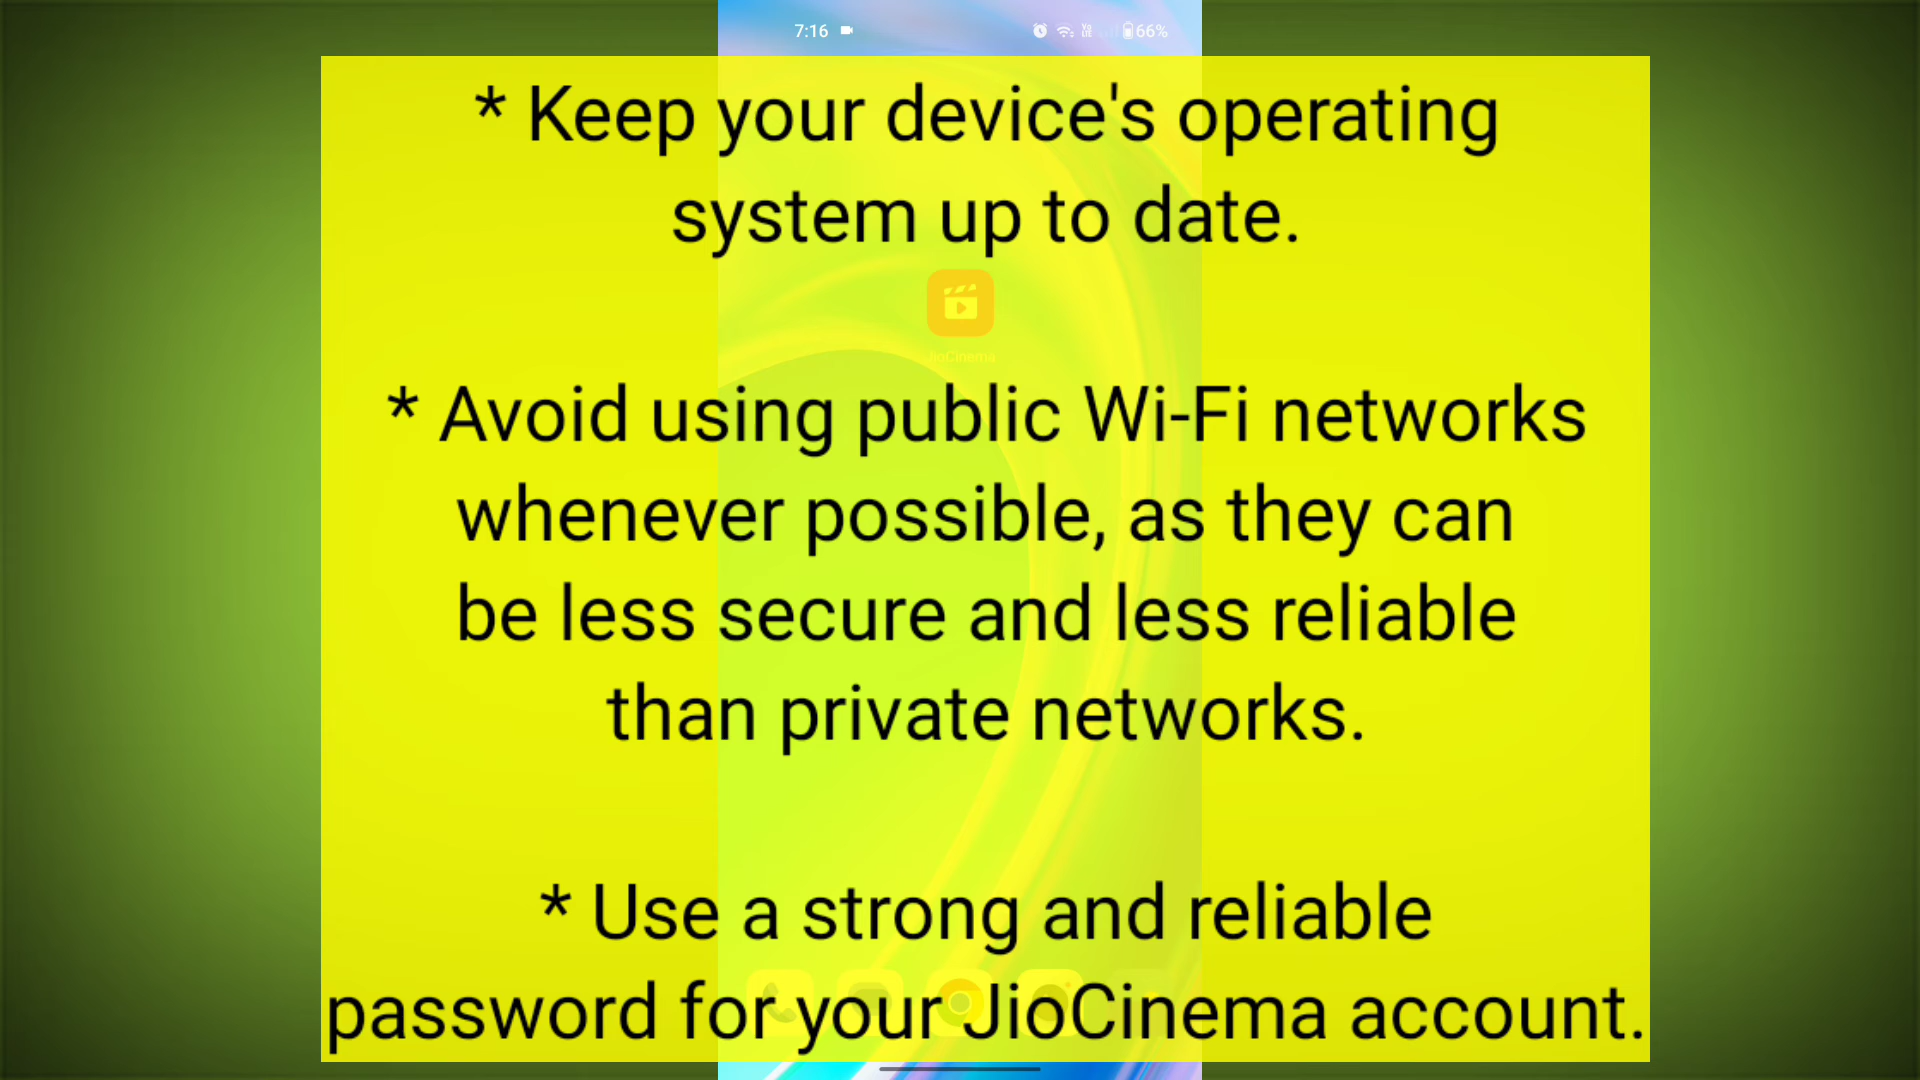 7:16
66%
* Keep your device's operating
system up to date.
JioCinema
* Avoid using public Wi-Fi networks
whenever possible, as they can
be less secure and less reliable
than private networks.
* Use a strong and reliable
password for your JioCinema account.